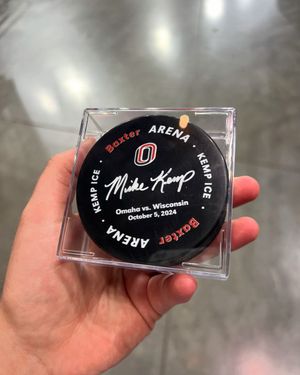 Baxter ARENA
· KEMP ICE ·
O
Mike Kemp
Omaha vs. Wisconsin
October 5, 2024
· KEMP ICE ·
Baxter ARENA